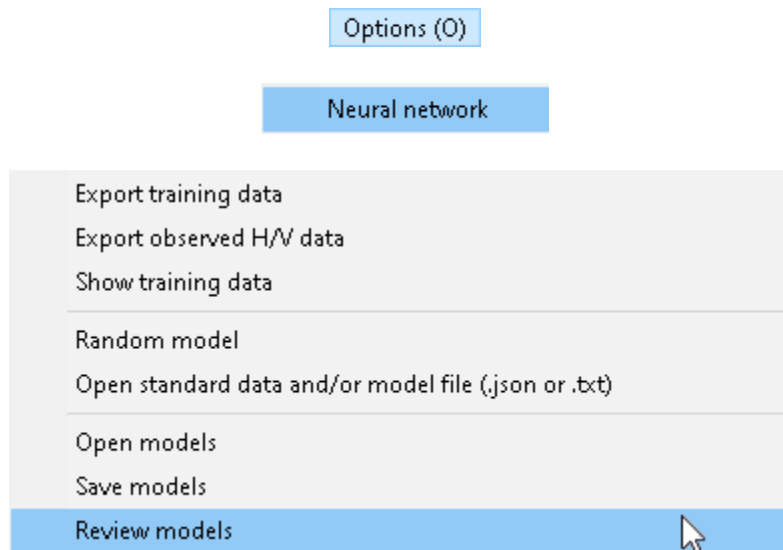 Options (O)
Neural network
Export training data
Export observed H/V data
Show training data
Random model
Open standard data and/or model file (.json or .txt)
Open models
Save models
Review models